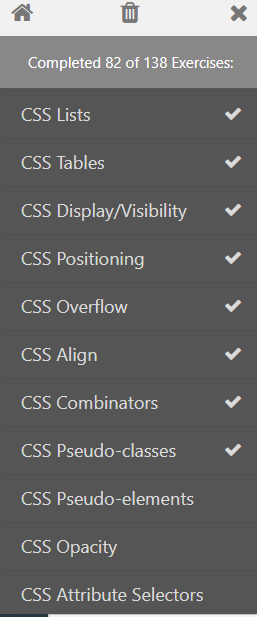 Completed 82 of 138 Exercises:
CSS Lists
CSS Tables
CSS Display/Visibility
CSS Positioning
CSS Overflow
CSS Align
CSS Combinators
CSS Pseudo-classes
CSS Pseudo-elements
CSS Opacity
CSS Attribute Selectors